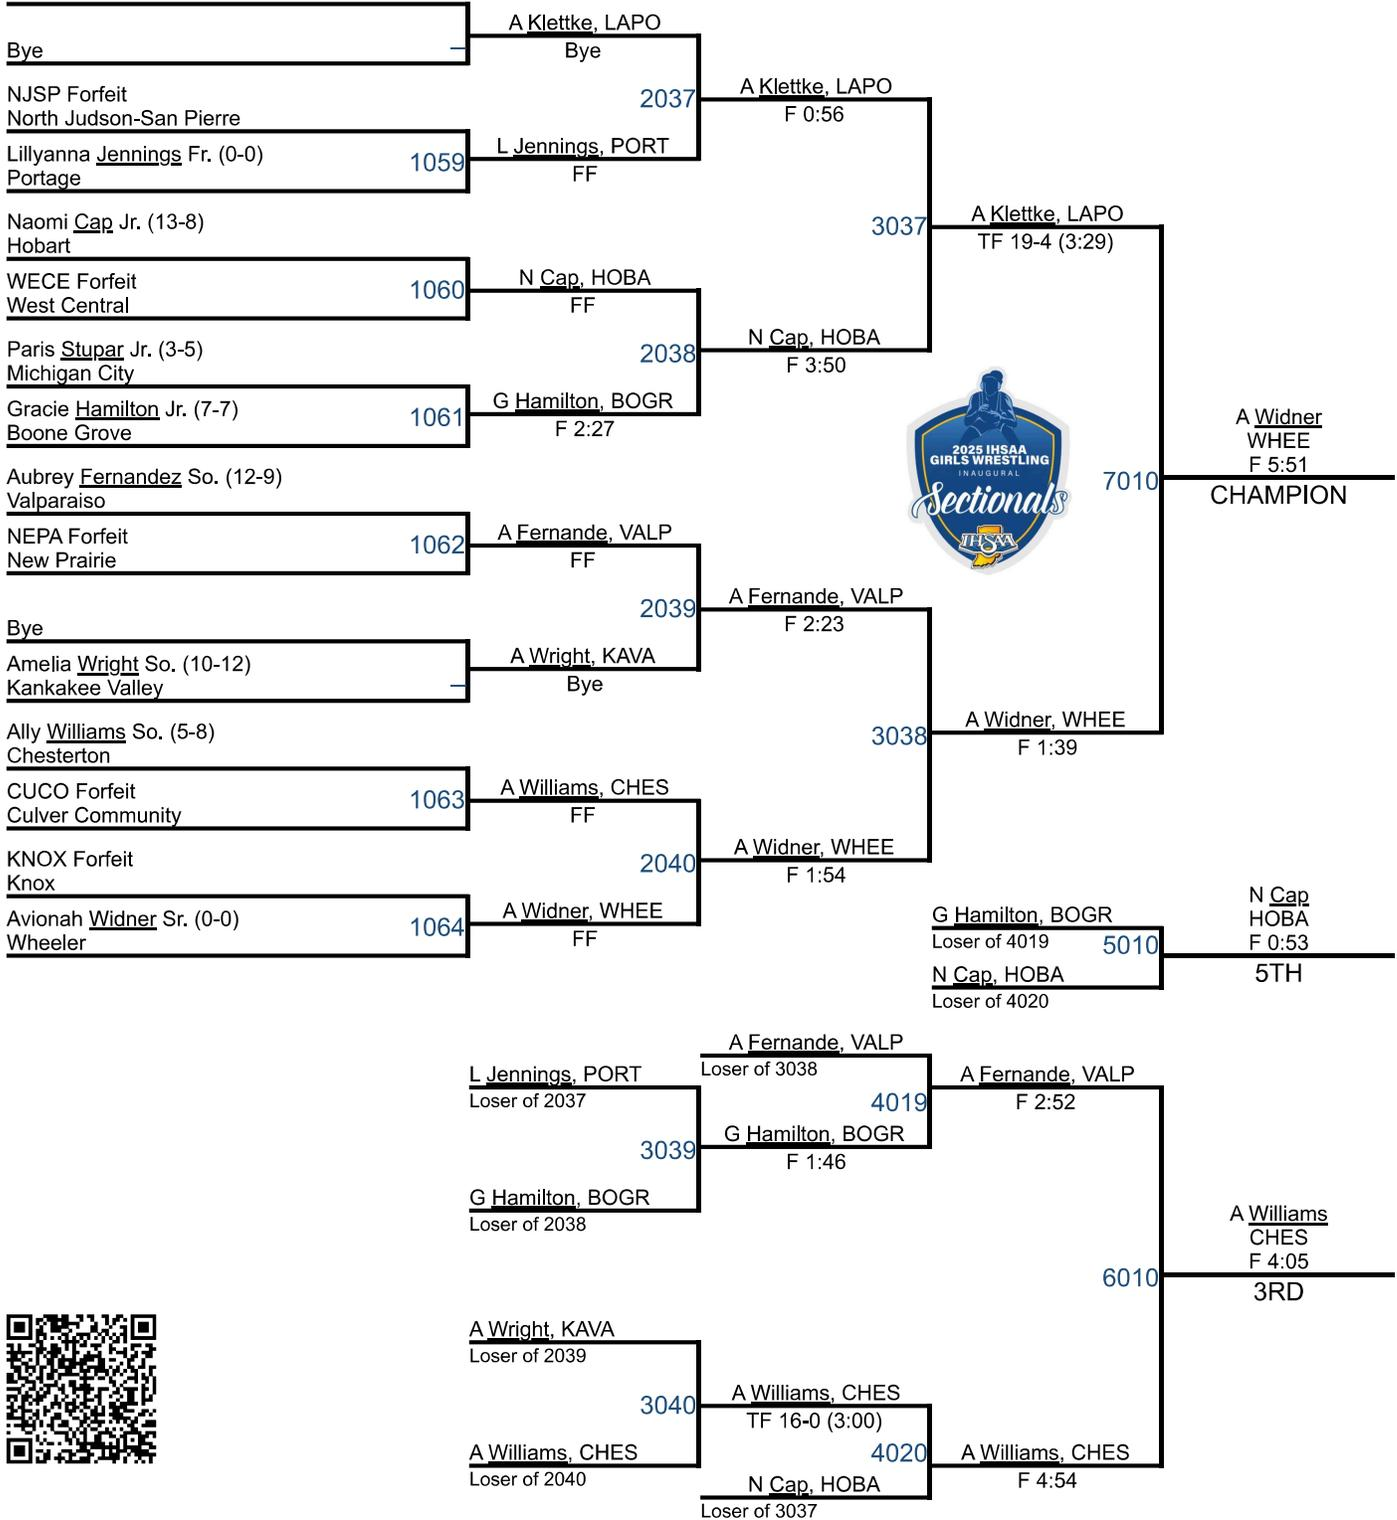 Bye
NJSP Forfeit
North Judson-San Pierre
Lillyanna Jennings Fr. (0-0)
Portage
1059
Naomi Cap Jr. (13-8)
Hobart
WECE Forfeit
West Central
1060
Paris Stupar Jr. (3-5)
Michigan City
Gracie Hamilton Jr. (7-7)
Boone Grove
1061
Aubrey Fernandez So. (12-9)
Valparaiso
NEPA Forfeit
New Prairie
1062
Bye
Amelia Wright So. (10-12)
Kankakee Valley
Ally Williams So. (5-8)
Chesterton
CUCO Forfeit
Culver Community
1063
KNOX Forfeit
Knox
Avionah Widner Sr. (0-0)
Wheeler
1064
A Klettke, LAPO
Bye
2037
L Jennings, PORT
FF
N Cap, HOBA
FF
2038
G Hamilton, BOGR
F 2:27
A Fernande, VALP
FF
2039
A Wright, KAVA
Bye
A Williams, CHES
FF
2040
A Widner, WHEE
FF
A Klettke, LAPO
F 0:56
3037
N Cap, HOBA
F 3:50
A Fernande, VALP
F 2:23
3038
A Widner, WHEE
F 1:54
A Klettke, LAPO
TF 19-4 (3:29)
2025 IHSAA
GIRLS WRESTLING
INAUGURAL
Sectionals
IHSAA
7010
A Widner, WHEE
F 1:39
A Widner
WHEE
F 5:51
CHAMPION
G Hamilton, BOGR
Loser of 4019
5010
N Cap, HOBA
Loser of 4020
N Cap
HOBA
F 0:53
5TH
L Jennings, PORT
Loser of 2037
3039
G Hamilton, BOGR
Loser of 2038
A Fernande, VALP
Loser of 3038
4019
G Hamilton, BOGR
F 1:46
A Fernande, VALP
F 2:52
6010
A Williams
CHES
F 4:05
3RD
A Wright, KAVA
Loser of 2039
3040
A Williams, CHES
Loser of 2040
A Williams, CHES
TF 16-0 (3:00)
4020
N Cap, HOBA
Loser of 3037
A Williams, CHES
F 4:54